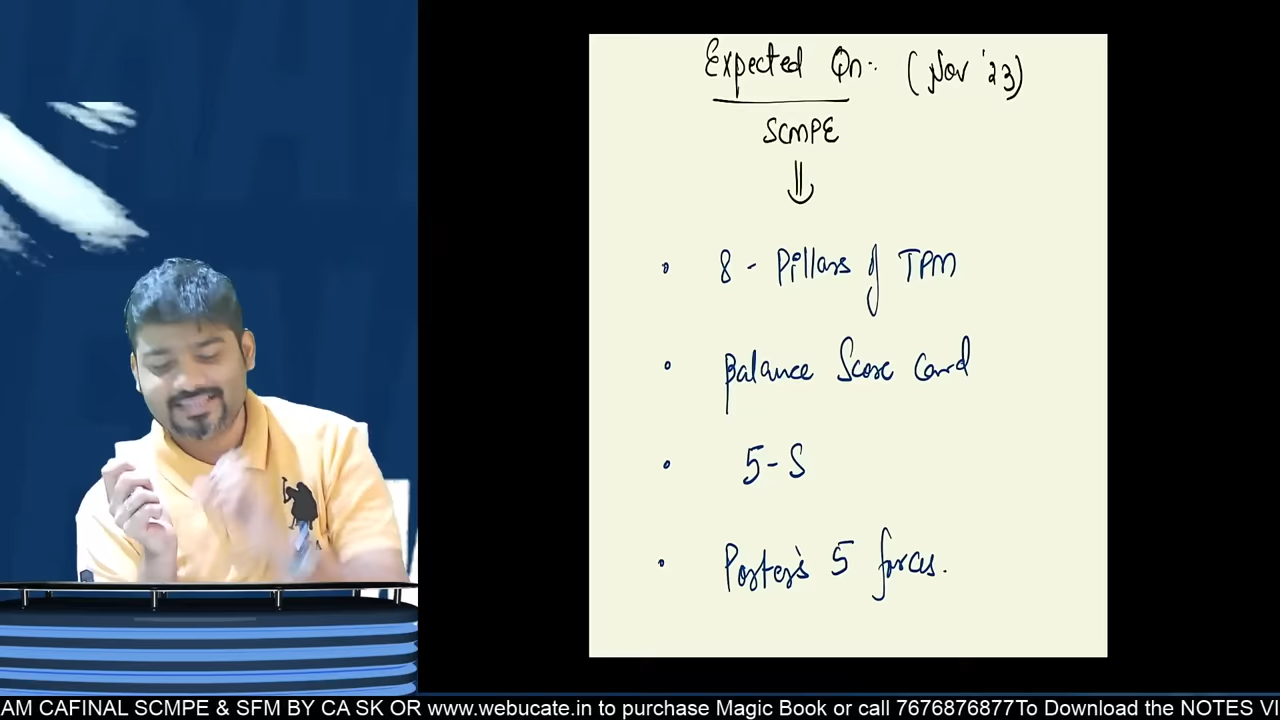 Expected Qn:. (Nov '23)
SCMPE
• 8 - Pillars of TPM
• Balance Score Card
• 5-S
• Porter's 5 forces.
AM CAFINAL SCMPE & SFM BY CA SK OR www.webucate.in to purchase Magic Book or call 7676876877To Download the NOTES VI